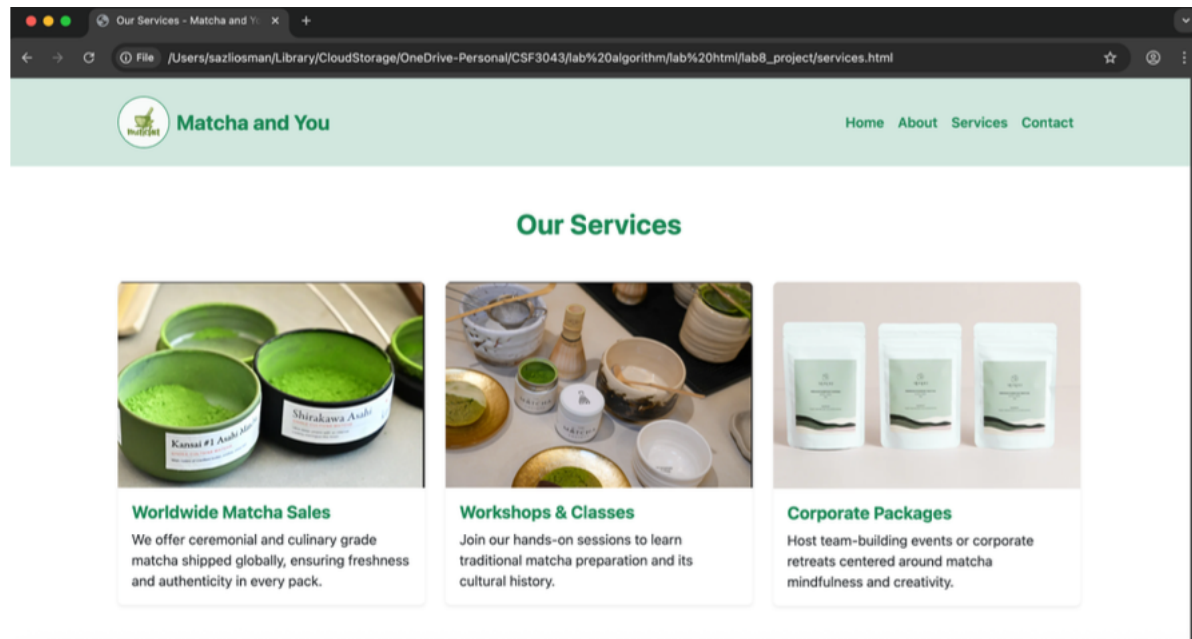 Our Services - Matcha and Yo
File /Users/sazliosman/Library/CloudStorage/OneDrive-Personal/CSF3043/lab%20algorithm/lab%20html/lab8_project/services.html
Matcha and You
Home About Services Contact
Our Services
Kansai #1 Asahi
Shirakawa Asahi
MATCHA
Worldwide Matcha Sales
We offer ceremonial and culinary grade
matcha shipped globally, ensuring freshness
and authenticity in every pack.
Workshops & Classes
Join our hands-on sessions to learn
traditional matcha preparation and its
cultural history.
Corporate Packages
Host team-building events or corporate
retreats centered around matcha
mindfulness and creativity.